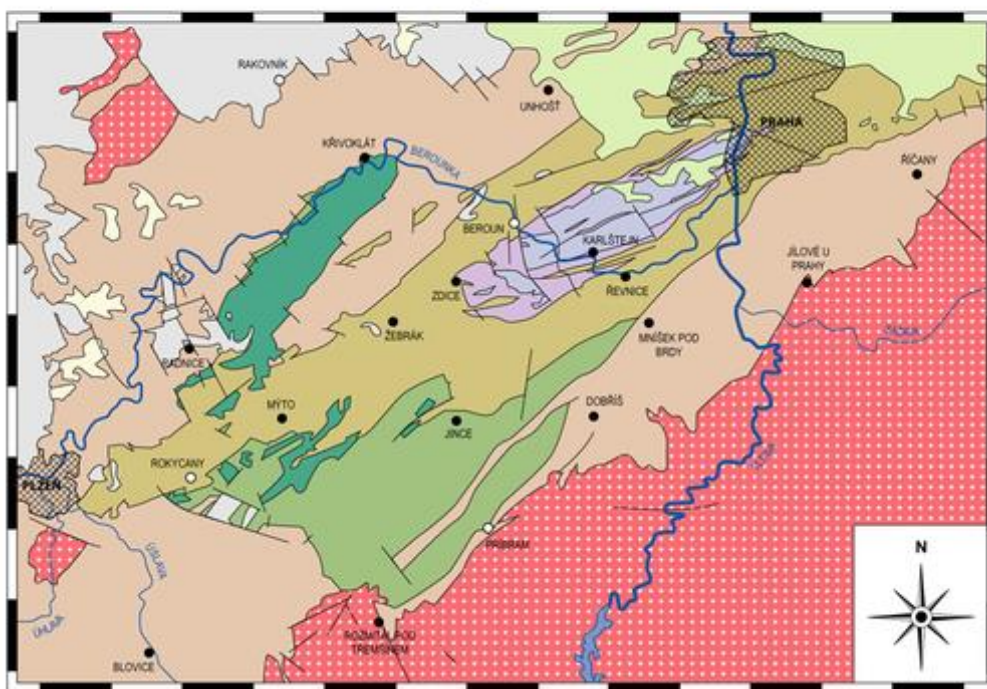 RAKOVNÍK
UNHOŠŤ
PRAHA
KŘIVOKLÁT
BEROUNKA
ŘÍČANY
BEROUN
KARLŠTEJN
JÍLOVÉ U
PRAHY
ZDICE
ŘEVNICE
SÁZAVA
ŽEBRÁK
MNÍŠEK POD
BRDY
RADNICE
MÝTO
JINCE
DOBŘÍŠ
VLTAVA
ROKYCANY
PLZEŇ
PŘÍBRAM
N
ÚSLAVA
ÚHLAVA
ROŽMITÁL POD
TŘEMŠÍNEM
BLOVICE